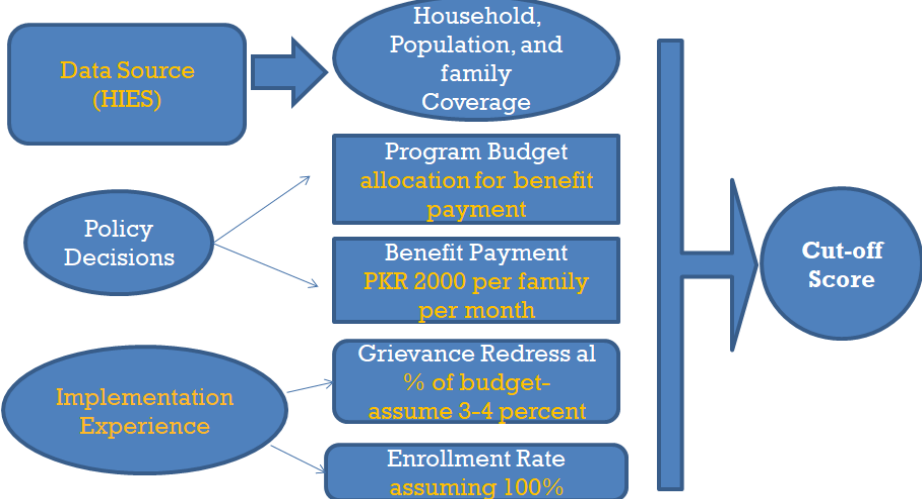 Data Source
(HIES)
Household,
Population, and
family
Coverage
Policy
Decisions
Program Budget
allocation for benefit
payment
Benefit Payment
PKR 2000 per family
per month
Implementation
Experience
Grievance Redress al
% of budget-
assume 3-4 percent
Enrollment Rate
assuming 100%
Cut-off
Score